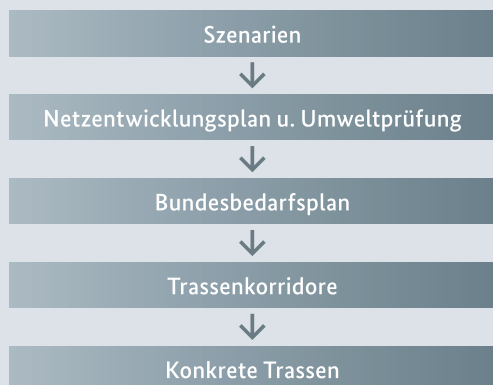 Szenarien
Netzentwicklungsplan u. Umweltprüfung
Bundesbedarfsplan
Trassenkorridore
Konkrete Trassen